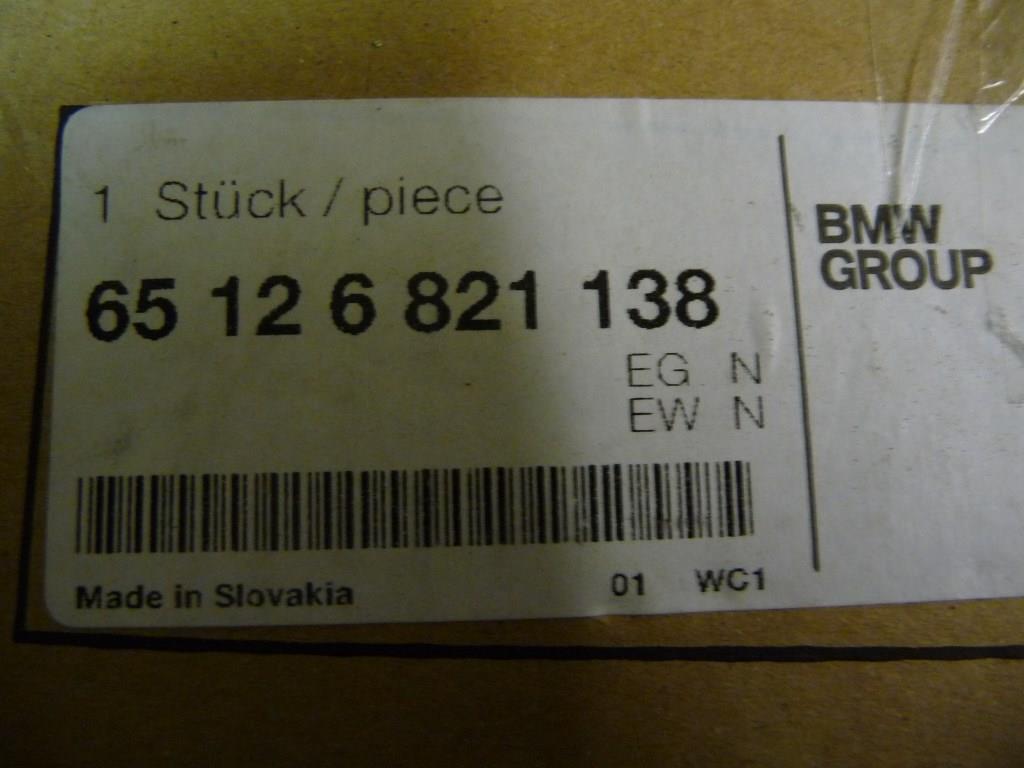 1 Stück / piece
65 12 6 821 138
EG N
EW N
Made in Slovakia 01 WC1
BMW
GROUP